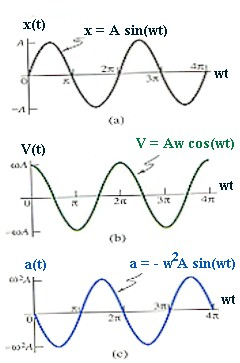 x(t)
x = A sin(wt)
A
0
π
2π
3π
4π
wt
-A
(a)
V(t)
V = Aw cos(wt)
ωA
0
π
2π
3π
4π
wt
-ωA
(b)
a(t)
a = - w²A sin(wt)
ω²A
0
π
2π
3π
4π
wt
-ω²A
(c)